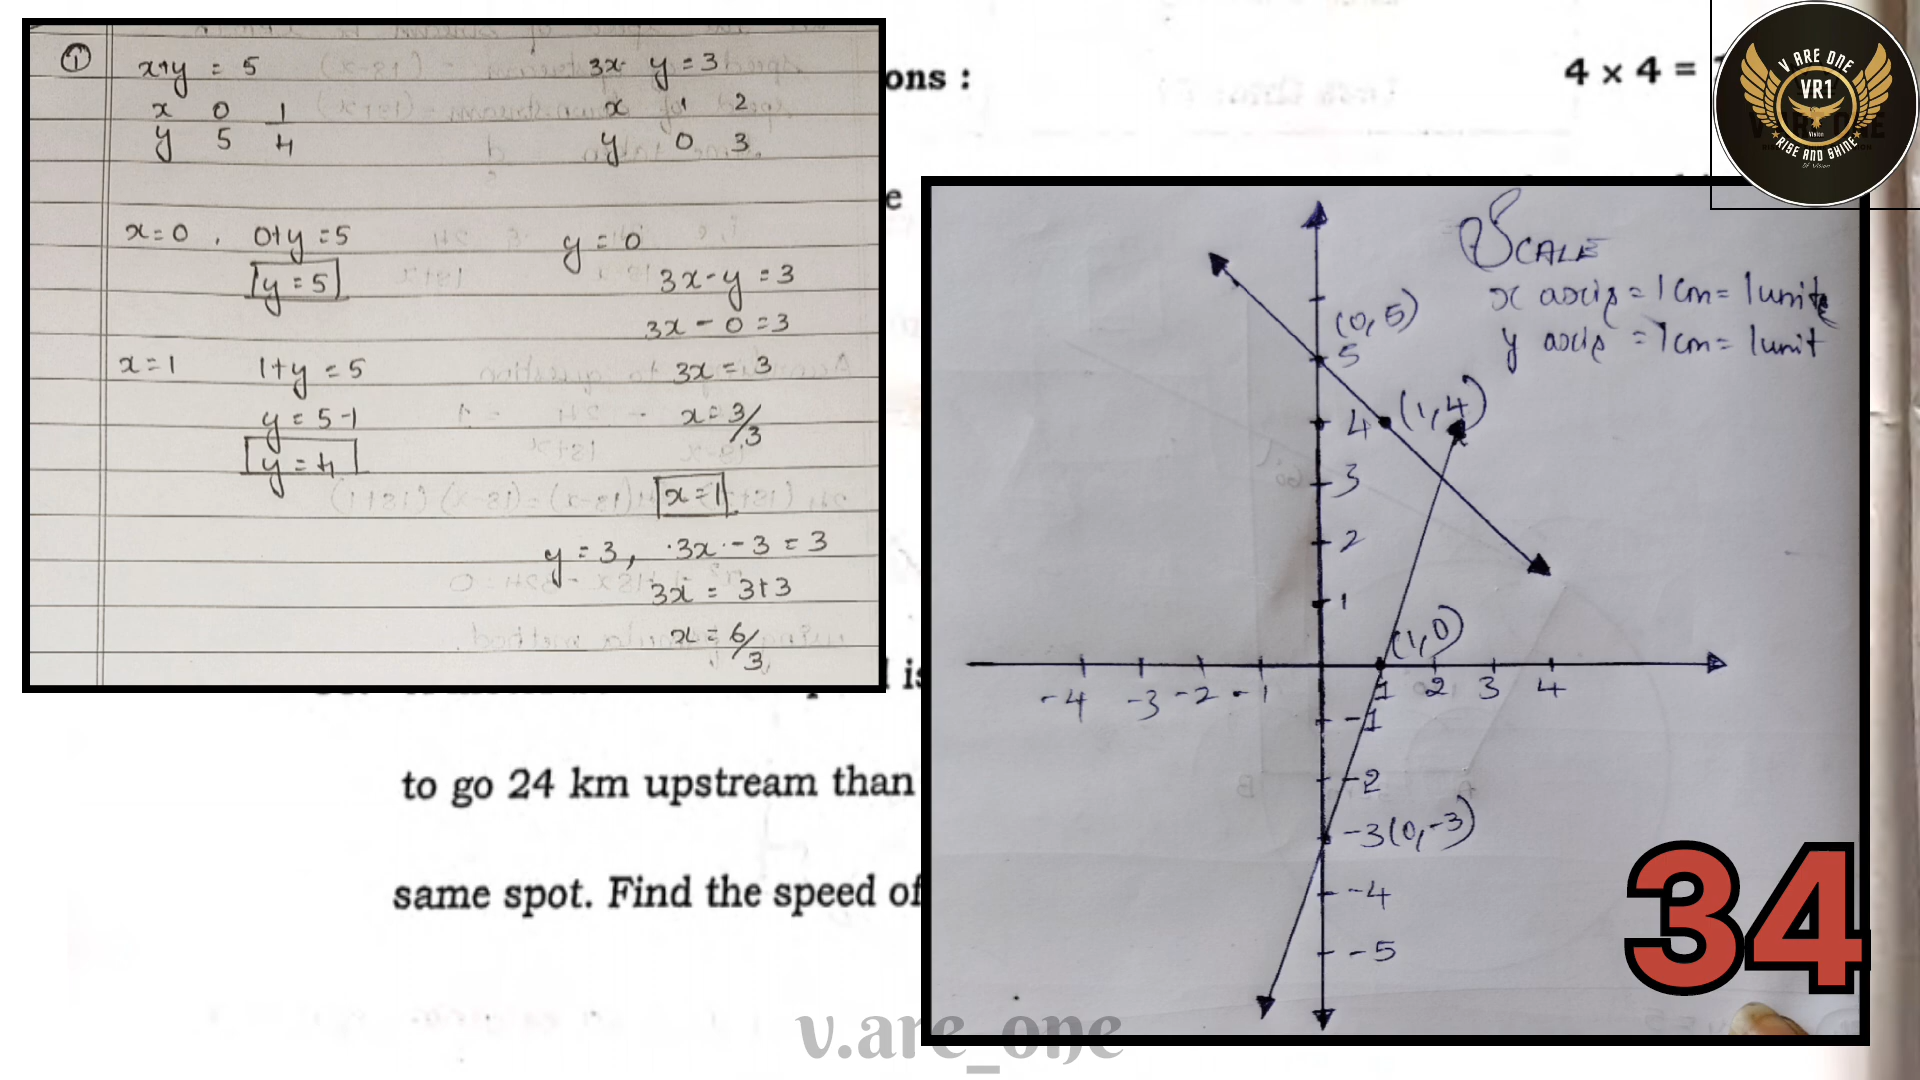 ① x+y = 5 3x- y = 3
x 0 1 x 1 2
y 5 4 y 0 3
x=0 , 0+y =5 y = 0
y = 5 3x-y = 3
3x - 0 =3
x=1 1+y = 5 3x = 3
y = 5-1 x=3/3
y = 4
x=1
y = 3, 3x - 3 = 3
3x = 3+3
x = 6/3
ons :
4 × 4 =
e
is
to go 24 km upstream than
same spot. Find the speed of
V ARE ONE
VR1
Vision
RISE AND SHINE
SCALE
x axis = 1cm = 1unit
y axis = 1cm = 1unit
(0,5)
5
4 (1,4)
3
2
1
(1,0)
-4 -3 -2 -1 1 2 3 4
-1
-2
-3(0,-3)
-4
-5
34
v.are_one